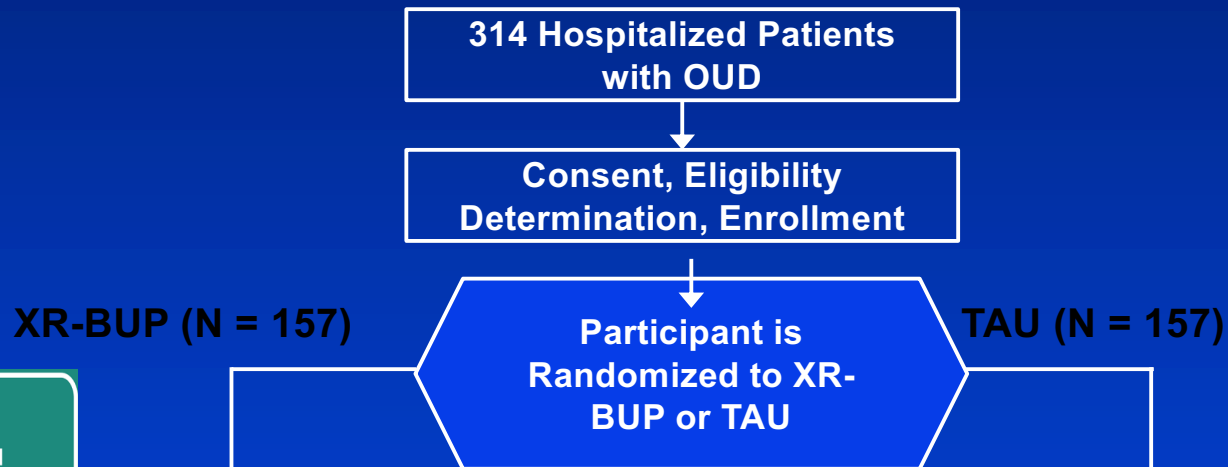 314 Hospitalized Patients
with OUD
Consent, Eligibility
Determination, Enrollment
XR-BUP (N = 157)
TAU (N = 157)
Participant is
Randomized to XR-
BUP or TAU